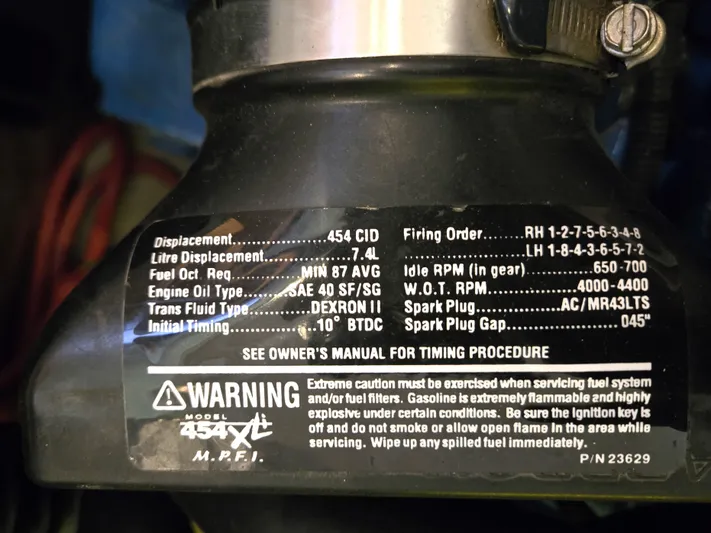 Displacement....................454 CID
Litre Displacement....................7.4L
Fuel Oct. Req...............MIN 87 AVG
Engine Oil Type.........SAE 40 SF/SG
Trans Fluid Type............DEXRON II
Initial Timing................10° BTDC
Firing Order........RH 1-2-7-5-6-3-4-8
........................LH 1-8-4-3-6-5-7-2
Idle RPM (in gear)............650-700
W.O.T. RPM..................4000-4400
Spark Plug...............AC/MR43LTS
Spark Plug Gap....................045"
SEE OWNER'S MANUAL FOR TIMING PROCEDURE
WARNING
Extreme caution must be exercised when servicing fuel system
and/or fuel filters. Gasoline is extremely flammable and highly
explosive under certain conditions. Be sure the ignition key is
off and do not smoke or allow open flame in the area while
servicing. Wipe up any spilled fuel immediately.
MODEL
454XLi
M.P.F.I.
P/N 23629